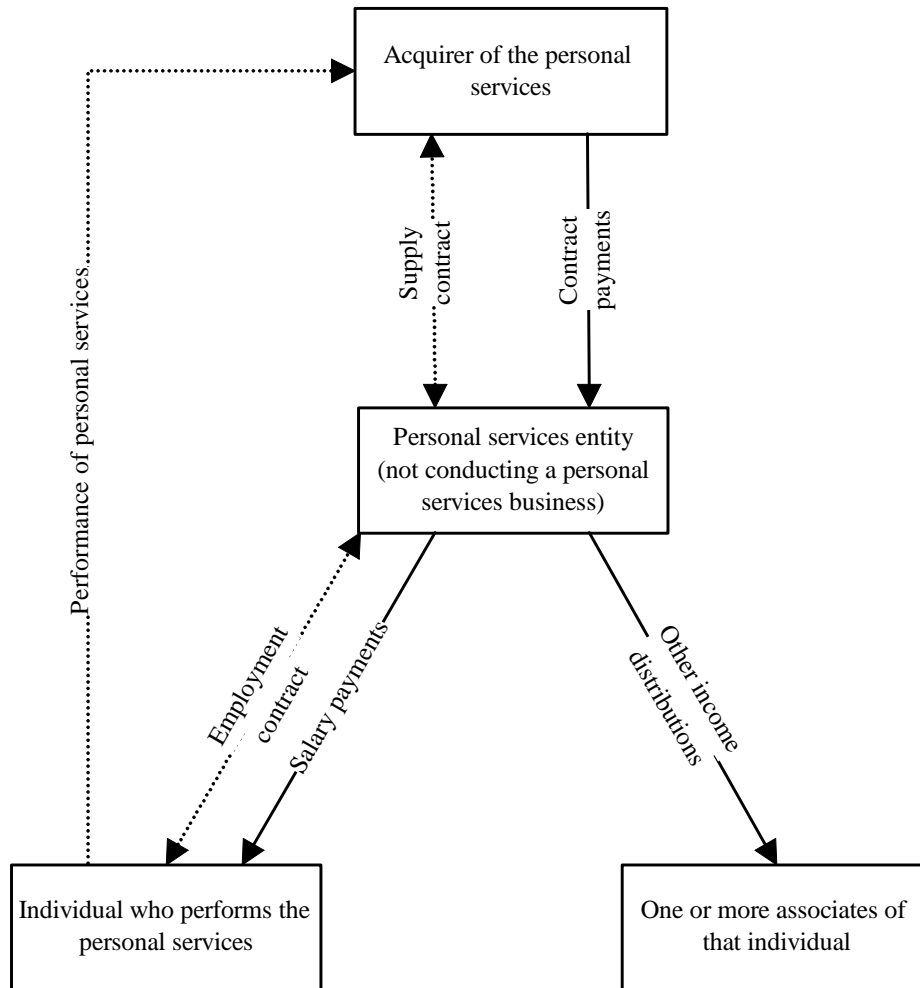 Acquirer of the personal
services
Performance of personal services
Supply
contract
Contract
payments
Personal services entity
(not conducting a personal
services business)
Employment
contract
Salary payments
Other income
distributions
Individual who performs the
personal services
One or more associates of
that individual